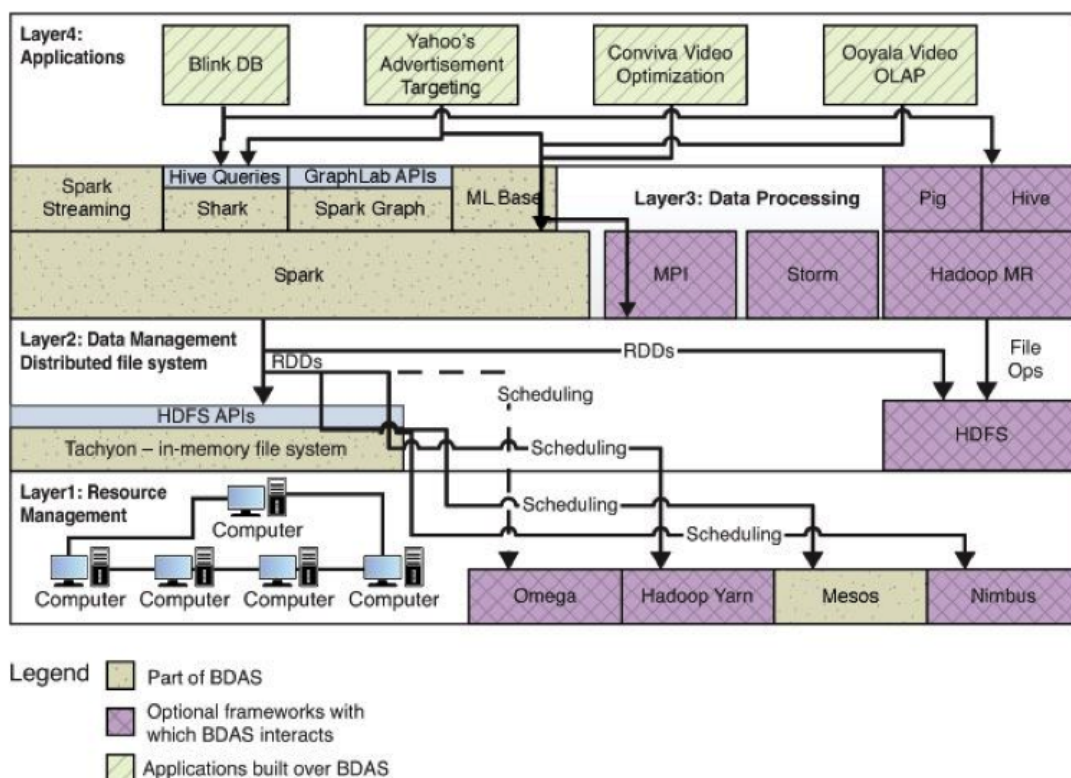 Layer4:
Applications
Blink DB
Yahoo's
Advertisement
Targeting
Conviva Video
Optimization
Ooyala Video
OLAP
Spark
Streaming
Hive Queries
Shark
GraphLab APIs
Spark Graph
ML Base
Layer3: Data Processing
Pig
Hive
Spark
MPI
Storm
Hadoop MR
Layer2: Data Management
Distributed file system
RDDs
RDDs
File
Ops
Scheduling
HDFS APIs
Tachyon – in-memory file system
HDFS
Scheduling
Layer1: Resource
Management
Scheduling
Computer
Scheduling
Computer
Computer
Computer
Computer
Omega
Hadoop Yarn
Mesos
Nimbus
Legend
Part of BDAS
Optional frameworks with
which BDAS interacts
Applications built over BDAS